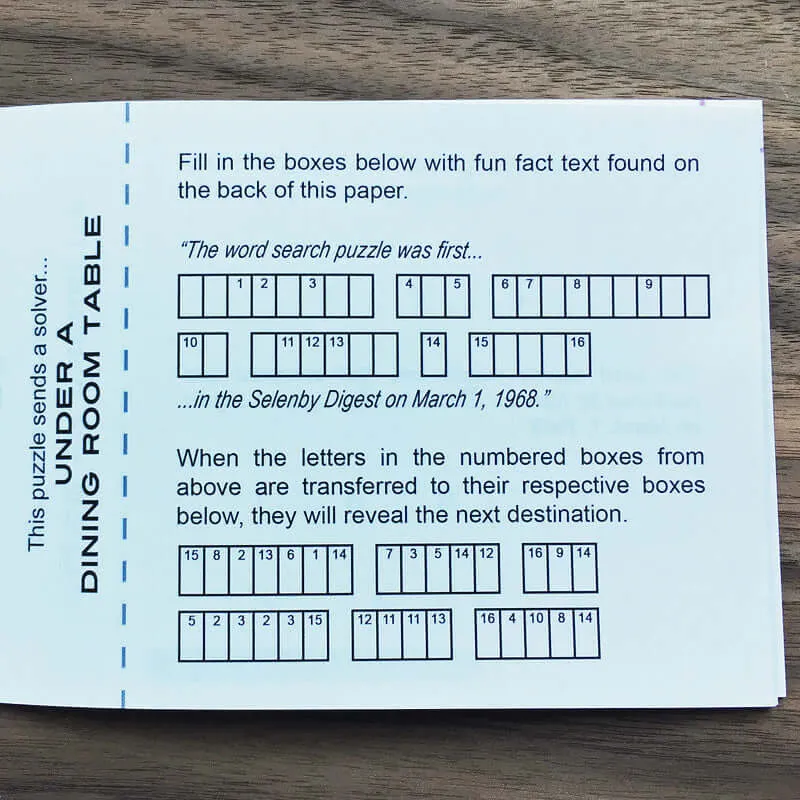 This puzzle sends a solver...
UNDER A
DINING ROOM TABLE
Fill in the boxes below with fun fact text found on
the back of this paper.
“The word search puzzle was first...
1 2 3 4 5 6 7 8 9
10 11 12 13 14 15 16
...in the Selenby Digest on March 1, 1968.”
When the letters in the numbered boxes from
above are transferred to their respective boxes
below, they will reveal the next destination.
15 8 2 13 6 1 14 7 3 5 14 12 16 9 14
5 2 3 2 3 15 12 11 11 13 16 4 10 8 14